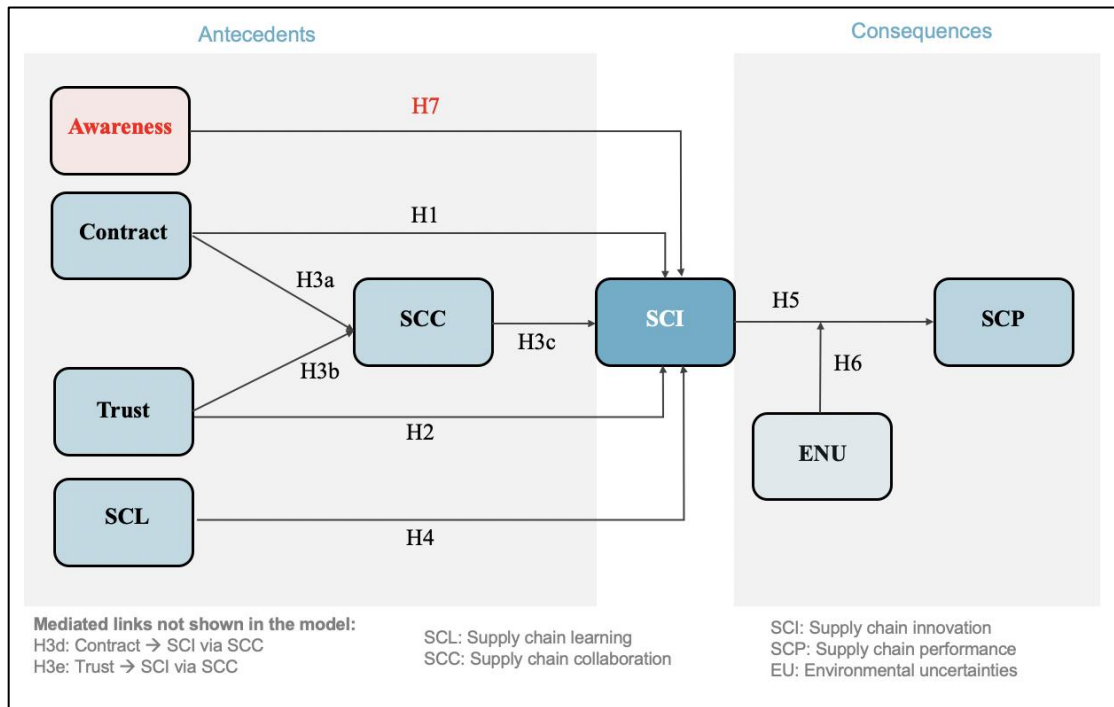 Antecedents
Consequences
Awareness
H7
Contract
H1
H3a
SCC
SCI
H5
SCP
H3c
H3b
H6
Trust
H2
ENU
SCL
H4
Mediated links not shown in the model:
H3d: Contract → SCI via SCC
H3e: Trust → SCI via SCC
SCL: Supply chain learning
SCC: Supply chain collaboration
SCI: Supply chain innovation
SCP: Supply chain performance
EU: Environmental uncertainties